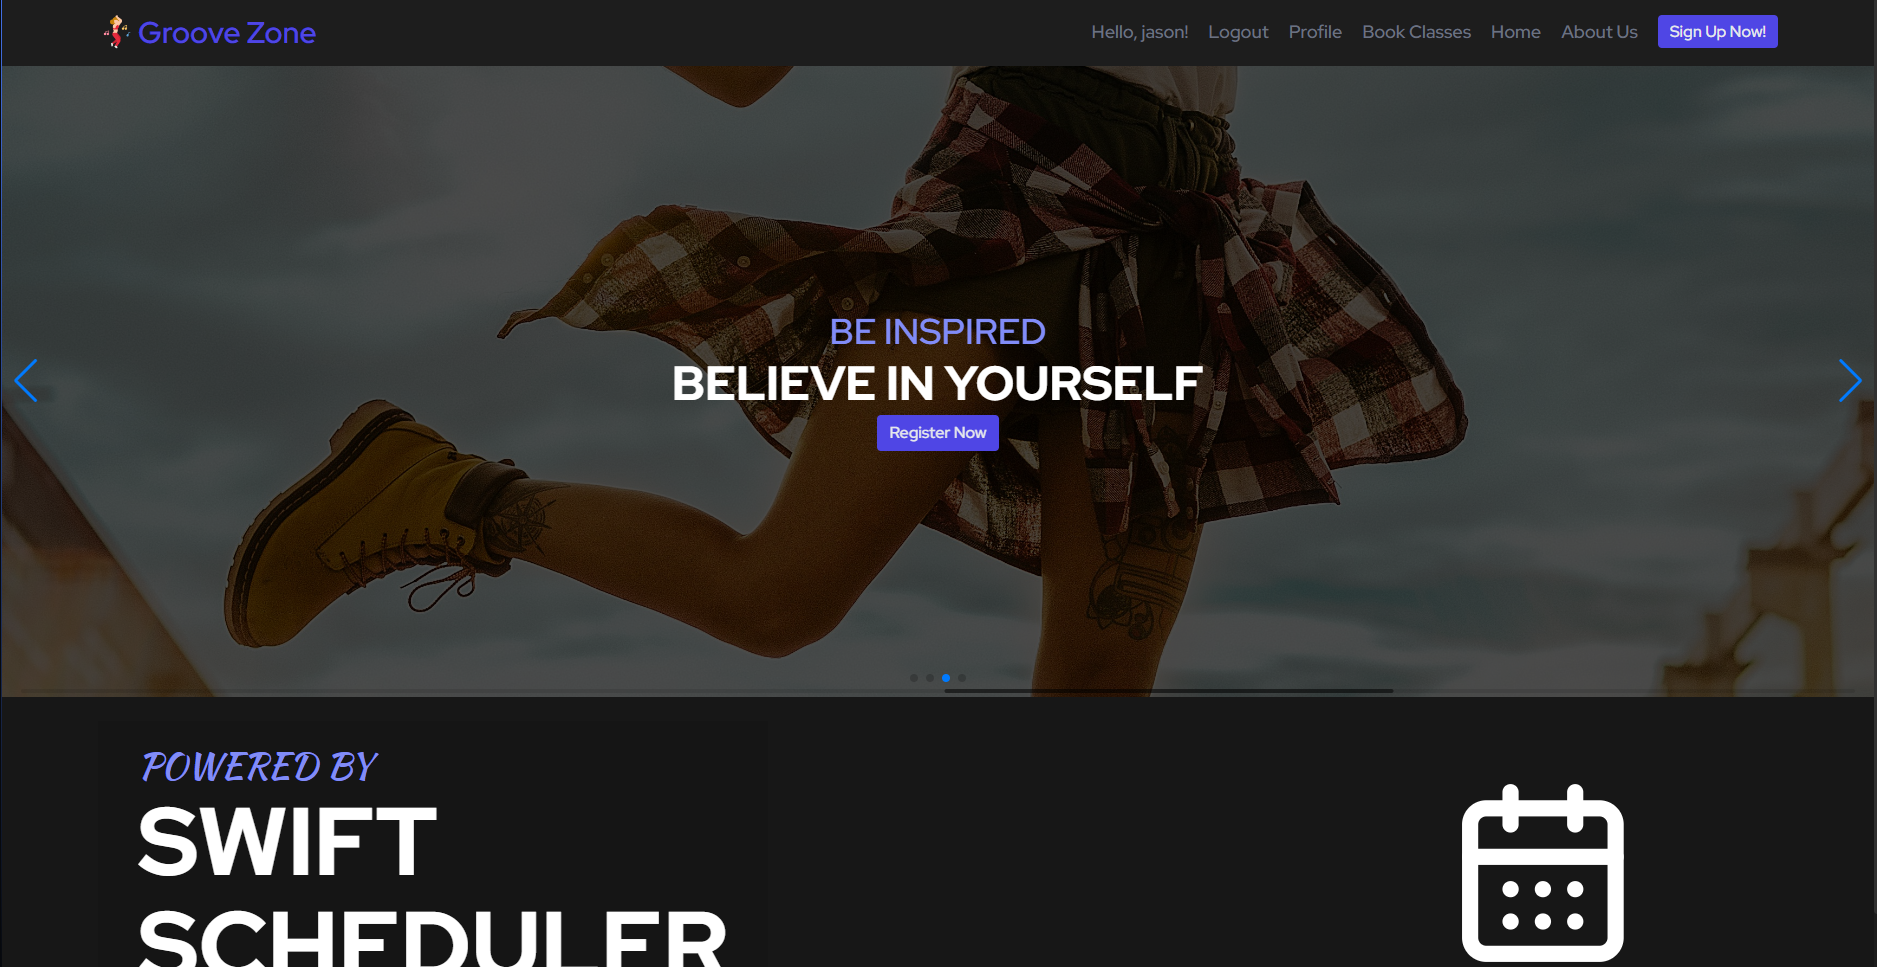 Groove Zone
Hello, jason! Logout Profile Book Classes Home About Us Sign Up Now!
BE INSPIRED
BELIEVE IN YOURSELF
Register Now
POWERED BY
SWIFT
SCHEDULER